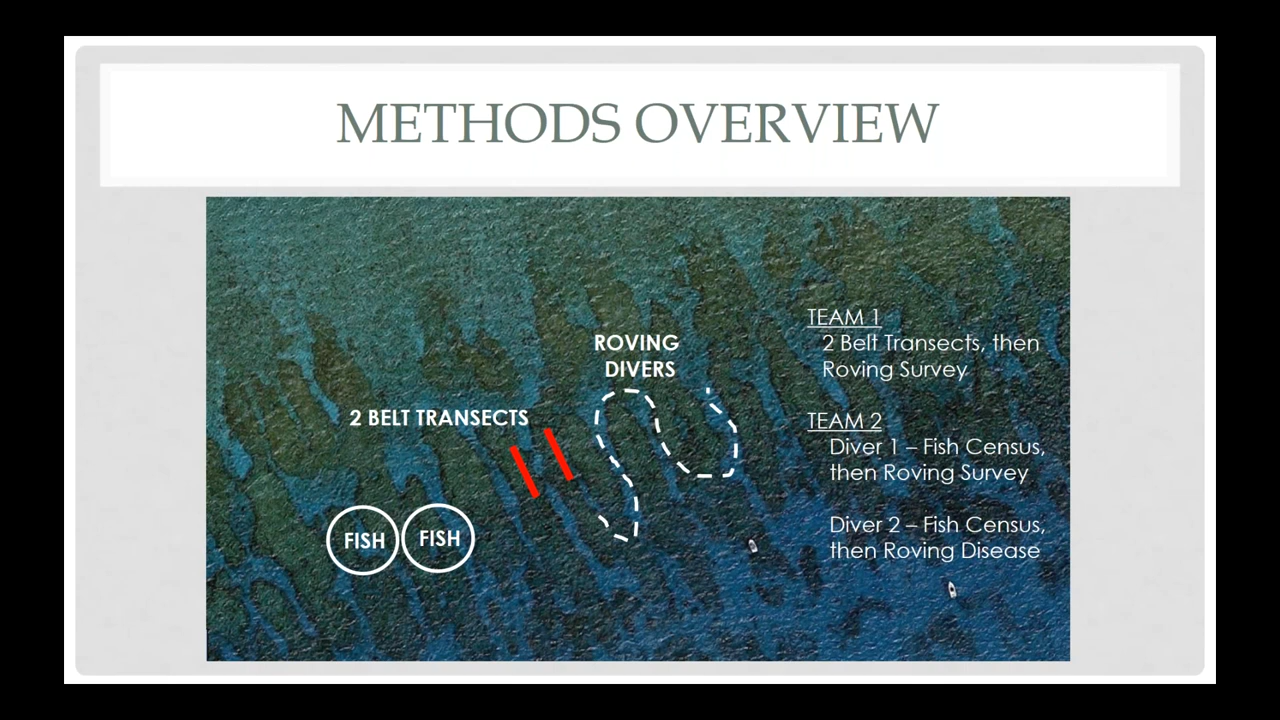 METHODS OVERVIEW
ROVING
DIVERS
2 BELT TRANSECTS
FISH
FISH
TEAM 1
2 Belt Transects, then
Roving Survey
TEAM 2
Diver 1 – Fish Census,
then Roving Survey
Diver 2 – Fish Census,
then Roving Disease